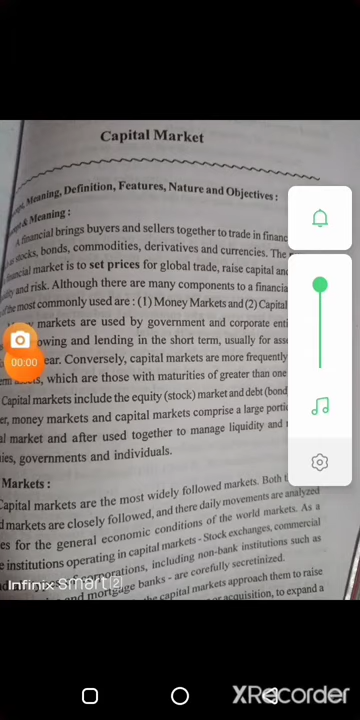 Capital Market
Meaning, Definition, Features, Nature and Objectives :
& Meaning :
A financial brings buyers and sellers together to trade in financ
stocks, bonds, commodities, derivatives and currencies. The
financial market is to set prices for global trade, raise capital and
and risk. Although there are many components to a financia
of the most commonly used are : (1) Money Markets and (2) Capital
markets are used by government and corporate enti
owing and lending in the short term, usually for asse
ear. Conversely, capital markets are more frequently
which are those with maturities of greater than one
Capital markets include the equity (stock) market and debt (bond
er, money markets and capital markets comprise a large portio
al market and after used together to manage liquidity and
ies, governments and individuals.
Markets :
Capital markets are the most widely followed markets. Both t
d markets are closely followed, and there daily movements are analyzed
es for the general economic conditions of the world markets. As a
e institutions operating in capital markets - Stock exchanges, commercial
corporations, including non-bank institutions such as
and mortgage banks - are carefully secretinized.
the capital markets approach them to raise
or acquisition, to expand a
00:00
Infinix Smart 2
XRecorder